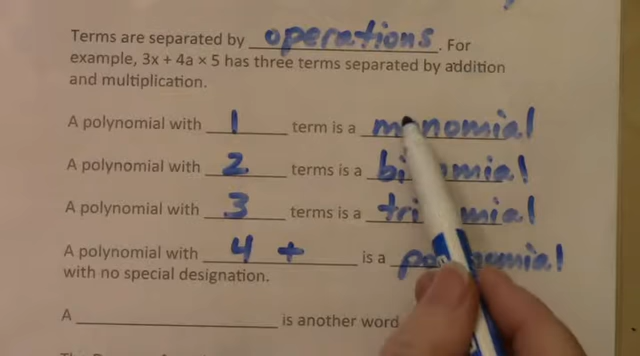 Terms are separated by operations. For
example, 3x + 4a × 5 has three terms separated by addition
and multiplication.
A polynomial with 1 term is a monomial
A polynomial with 2 terms is a binomial
A polynomial with 3 terms is a trinomial
A polynomial with 4 + is a polynomial
with no special designation.
A ______ is another word